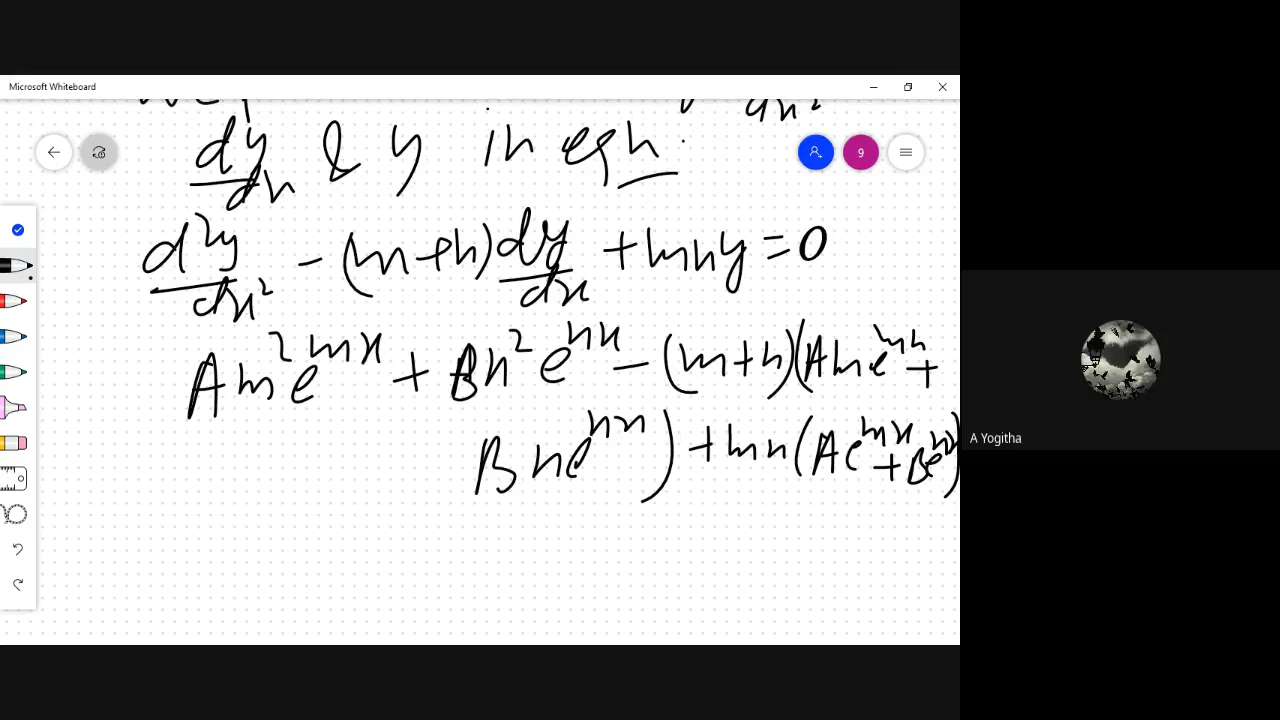 Microsoft Whiteboard
dy/dx & y in eqn.
9
d²y/dx² - (m+n) dy/dx + mny = 0
Am²e^mx + Bn²e^nx - (m+n)(Ame^mx +
Bne^nx) + mn(Ae^mx + Be^nx)
A Yogitha